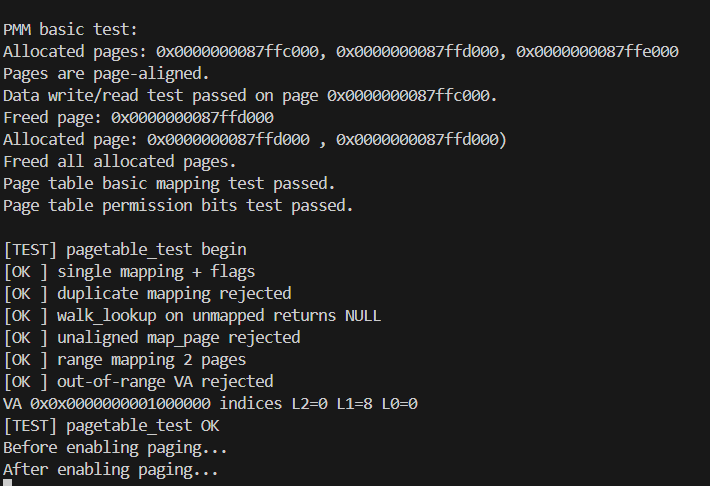 PMM basic test:
Allocated pages: 0x0000000087ffc000, 0x0000000087ffd000, 0x0000000087ffe000
Pages are page-aligned.
Data write/read test passed on page 0x0000000087ffc000.
Freed page: 0x0000000087ffd000
Allocated page: 0x0000000087ffd000 , 0x0000000087ffd000)
Freed all allocated pages.
Page table basic mapping test passed.
Page table permission bits test passed.

[TEST] pagetable_test begin
[OK ] single mapping + flags
[OK ] duplicate mapping rejected
[OK ] walk_lookup on unmapped returns NULL
[OK ] unaligned map_page rejected
[OK ] range mapping 2 pages
[OK ] out-of-range VA rejected
VA 0x0x0000000001000000 indices L2=0 L1=8 L0=0
[TEST] pagetable_test OK
Before enabling paging...
After enabling paging...